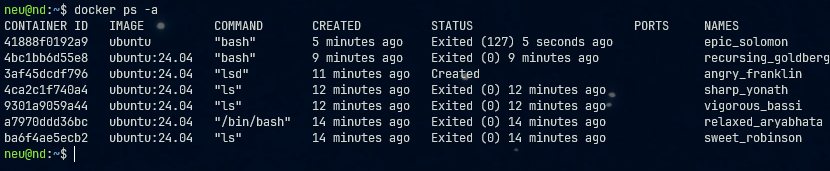 neu@nd:~$ docker ps -a
CONTAINER ID   IMAGE          COMMAND       CREATED          STATUS                       PORTS     NAMES
41888f0192a9   ubuntu         "bash"        5 minutes ago    Exited (127) 5 seconds ago             epic_solomon
4bc1bb6d55e8   ubuntu:24.04   "bash"        9 minutes ago    Exited (0) 9 minutes ago               recursing_goldberg
3af45dcdf796   ubuntu:24.04   "lsd"         11 minutes ago   Created                                angry_franklin
4ca2c1f740a4   ubuntu:24.04   "ls"          12 minutes ago   Exited (0) 12 minutes ago              sharp_yonath
9301a9059a44   ubuntu:24.04   "ls"          12 minutes ago   Exited (0) 12 minutes ago              vigorous_bassi
a7970ddd36bc   ubuntu:24.04   "/bin/bash"   14 minutes ago   Exited (0) 14 minutes ago              relaxed_aryabhata
ba6f4ae5ecb2   ubuntu:24.04   "ls"          14 minutes ago   Exited (0) 14 minutes ago              sweet_robinson
neu@nd:~$